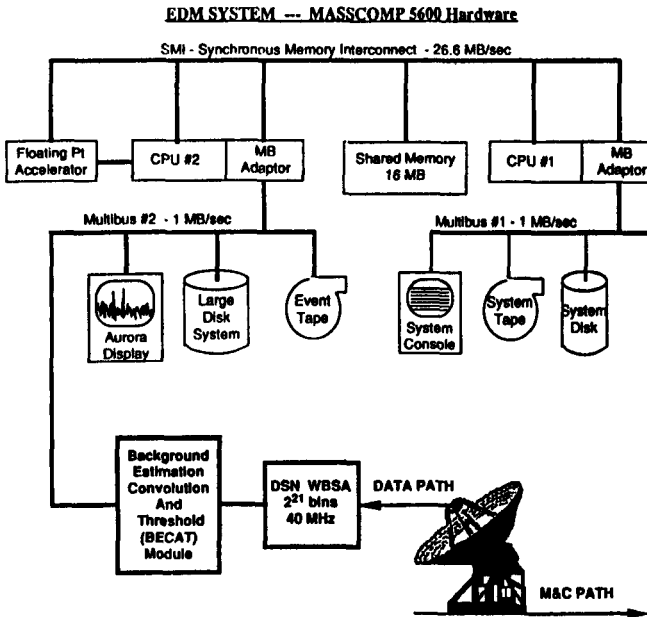 EDM SYSTEM --- MASSCOMP 5600 Hardware
SMI - Synchronous Memory Interconnect - 26.6 MB/sec
Floating Pt
Accelerator
CPU #2
MB
Adaptor
Shared Memory
16 MB
CPU #1
MB
Adaptor
Multibus #2 - 1 MB/sec
Multibus #1 - 1 MB/sec
Aurora
Display
Large
Disk
System
Event
Tape
System
Console
System
Tape
System
Disk
Background
Estimation
Convolution
And
Threshold
(BECAT)
Module
DSN WBSA
2²¹ bins
40 MHz
DATA PATH
M&C PATH